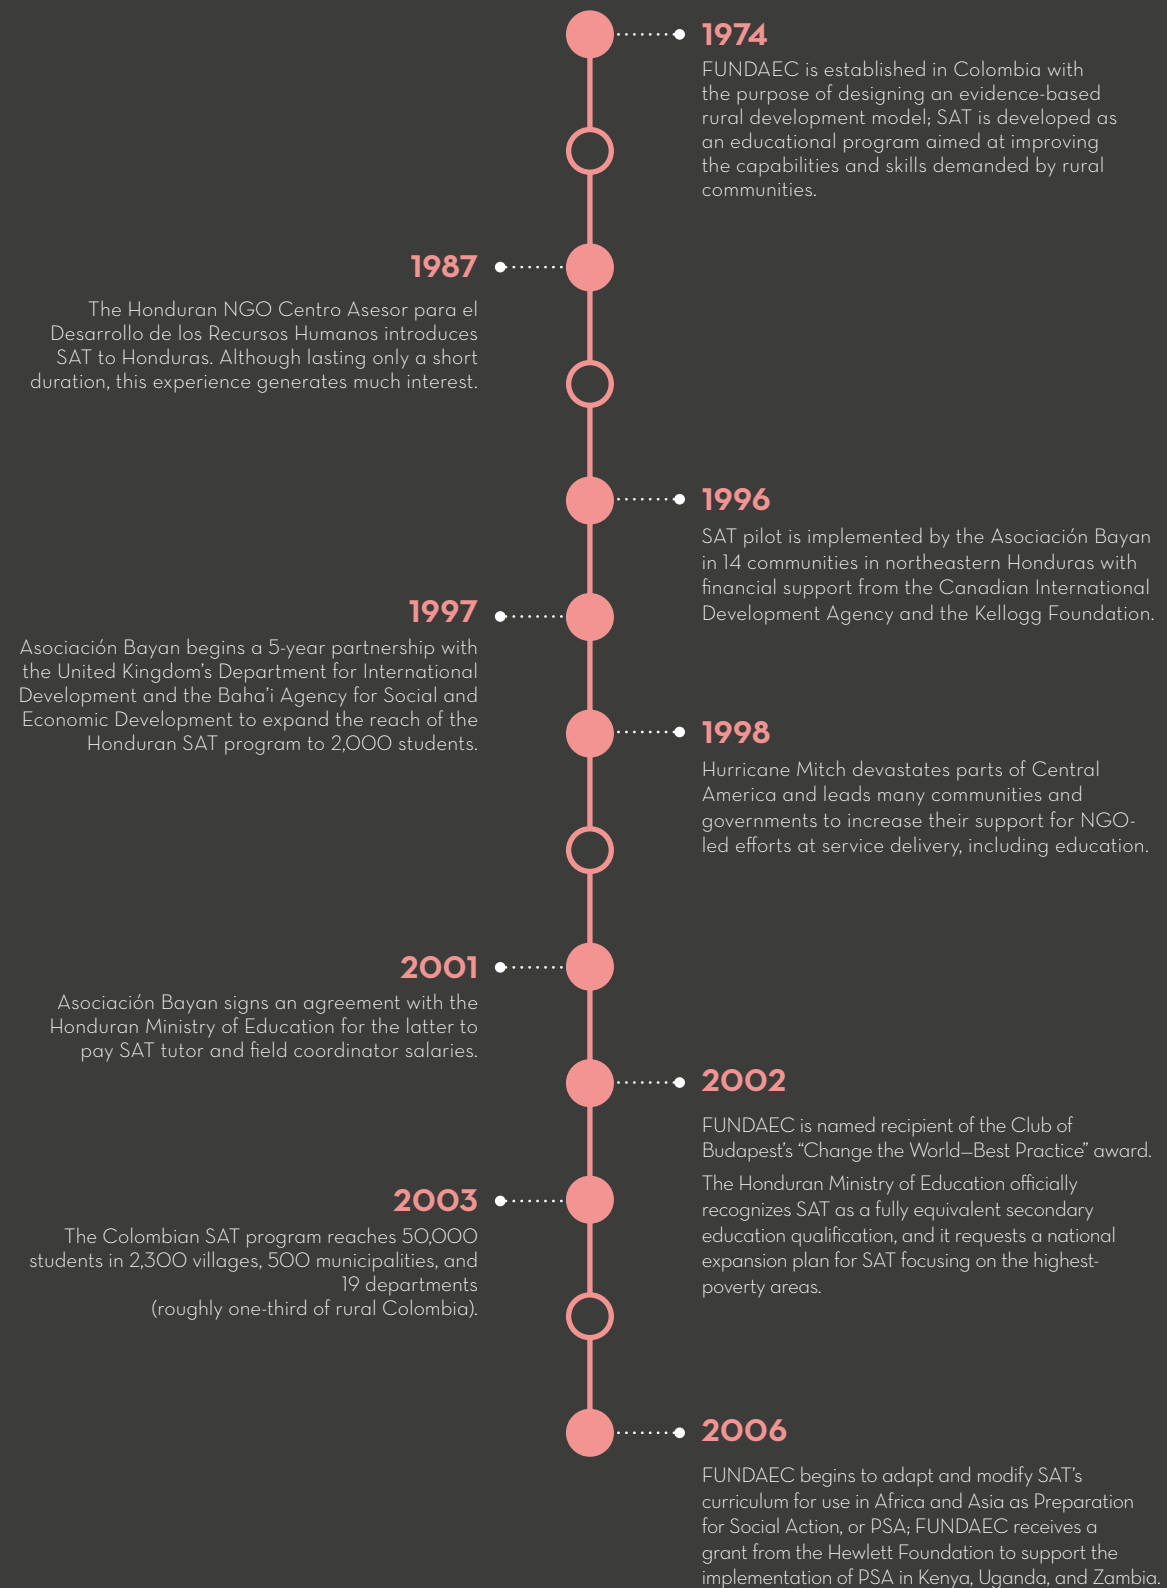 1974
FUNDAEC is established in Colombia with
the purpose of designing an evidence-based
rural development model; SAT is developed as
an educational program aimed at improving
the capabilities and skills demanded by rural
communities.
1987
The Honduran NGO Centro Asesor para el
Desarrollo de los Recursos Humanos introduces
SAT to Honduras. Although lasting only a short
duration, this experience generates much interest.
1996
SAT pilot is implemented by the Asociación Bayan
in 14 communities in northeastern Honduras with
financial support from the Canadian International
Development Agency and the Kellogg Foundation.
1997
Asociación Bayan begins a 5-year partnership with
the United Kingdom's Department for International
Development and the Baha'i Agency for Social and
Economic Development to expand the reach of the
Honduran SAT program to 2,000 students.
1998
Hurricane Mitch devastates parts of Central
America and leads many communities and
governments to increase their support for NGO-
led efforts at service delivery, including education.
2001
Asociación Bayan signs an agreement with the
Honduran Ministry of Education for the latter to
pay SAT tutor and field coordinator salaries.
2002
FUNDAEC is named recipient of the Club of
Budapest's “Change the World—Best Practice” award.
The Honduran Ministry of Education officially
recognizes SAT as a fully equivalent secondary
education qualification, and it requests a national
expansion plan for SAT focusing on the highest-
poverty areas.
2003
The Colombian SAT program reaches 50,000
students in 2,300 villages, 500 municipalities, and
19 departments
(roughly one-third of rural Colombia).
2006
FUNDAEC begins to adapt and modify SAT's
curriculum for use in Africa and Asia as Preparation
for Social Action, or PSA; FUNDAEC receives a
grant from the Hewlett Foundation to support the
implementation of PSA in Kenya, Uganda, and Zambia.